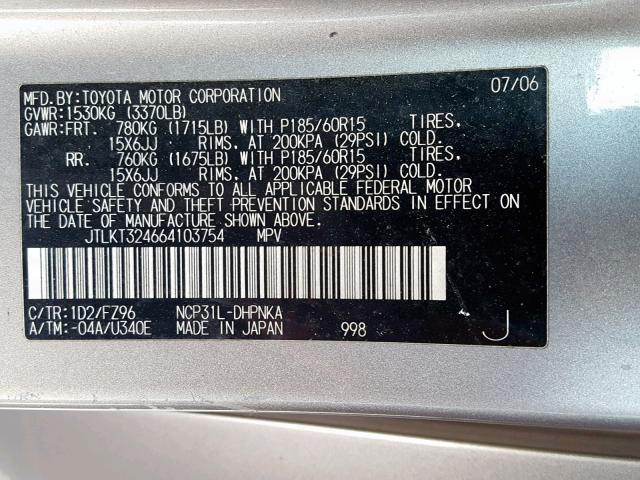 MFD. BY: TOYOTA MOTOR CORPORATION 07/06
GVWR: 1530KG (3370LB)
GAWR: FRT. 780KG (1715LB) WITH P185/60R15 TIRES,
15X6JJ RIMS, AT 200KPA (29PSI) COLD.
RR. 760KG (1675LB) WITH P185/60R15 TIRES,
15X6JJ RIMS, AT 200KPA (29PSI) COLD.
THIS VEHICLE CONFORMS TO ALL APPLICABLE FEDERAL MOTOR
VEHICLE SAFETY AND THEFT PREVENTION STANDARDS IN EFFECT ON
THE DATE OF MANUFACTURE SHOWN ABOVE.
JTLKT324664103754 MPV
C/TR: 1D2/FZ96 NCP31L-DHPNKA
A/TM: -04A/U340E MADE IN JAPAN 998 J